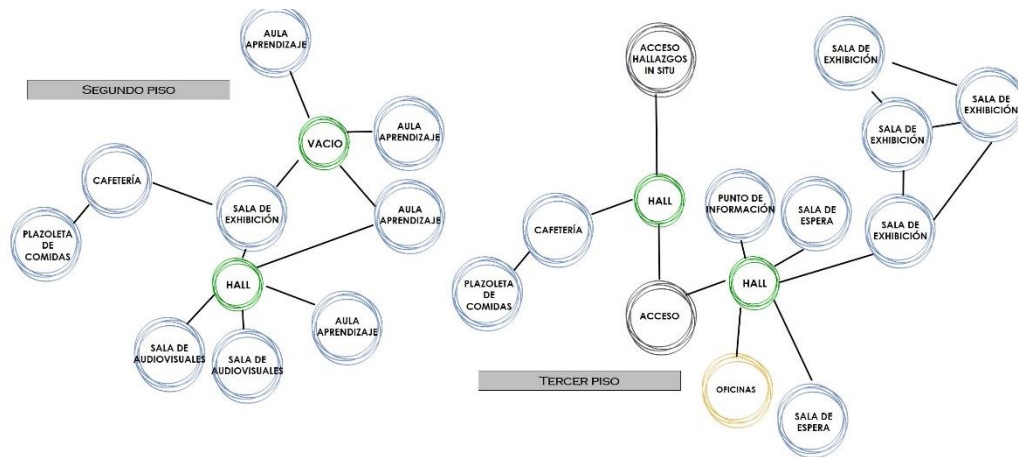 AULA
APRENDIZAJE
SEGUNDO PISO
VACIO
AULA
APRENDIZAJE
CAFETERÍA
SALA DE
EXHIBICIÓN
AULA
APRENDIZAJE
PLAZOLETA
DE
COMIDAS
HALL
AULA
APRENDIZAJE
SALA DE
AUDIOVISUALES
SALA DE
AUDIOVISUALES
ACCESO
HALLAZGOS
IN SITU
SALA DE
EXHIBICIÓN
SALA DE
EXHIBICIÓN
SALA DE
EXHIBICIÓN
HALL
PUNTO DE
INFORMACIÓN
SALA DE
ESPERA
SALA DE
EXHIBICIÓN
CAFETERÍA
PLAZOLETA
DE
COMIDAS
HALL
ACCESO
TERCER PISO
OFICINAS
SALA DE
ESPERA